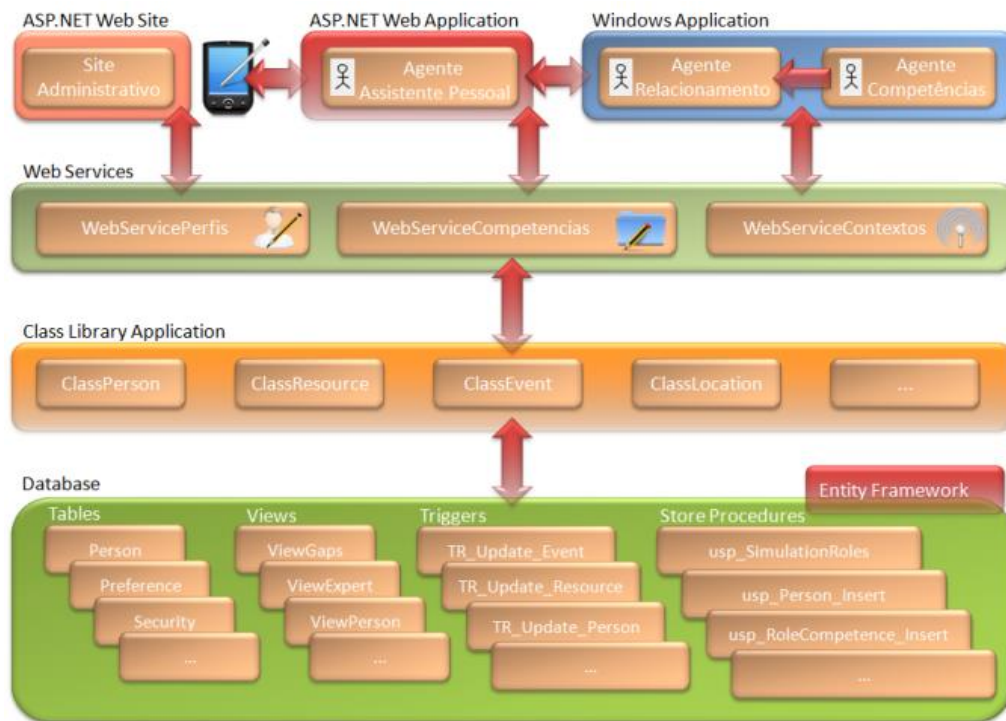 ASP.NET Web Site
ASP.NET Web Application
Windows Application
Site
Administrativo
Agente
Assistente Pessoal
Agente
Relacionamento
Agente
Competências
Web Services
WebServicePerfis
WebServiceCompetencias
WebServiceContextos
Class Library Application
ClassPerson
ClassResource
ClassEvent
ClassLocation
...
Database
Entity Framework
Tables
Views
Triggers
Store Procedures
Person
Preference
Security
...
ViewGaps
ViewExpert
ViewPerson
...
TR_Update_Event
TR_Update_Resource
TR_Update_Person
...
usp_SimulationRoles
usp_Person_Insert
usp_RoleCompetence_Insert
...